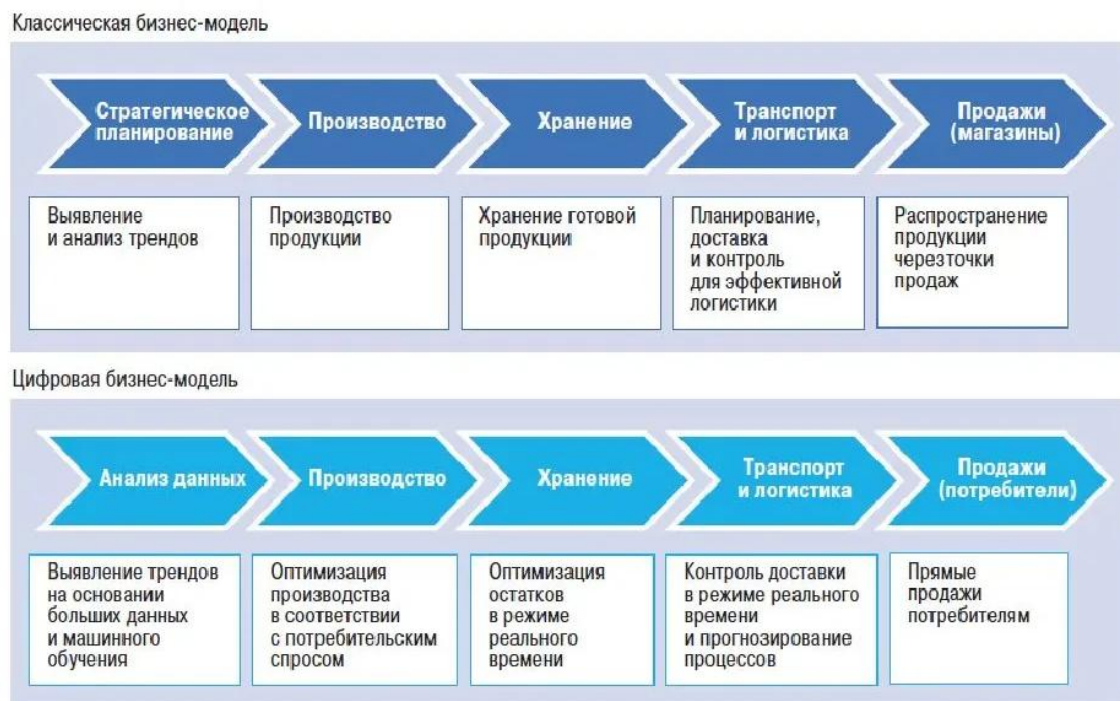 Классическая бизнес-модель
Стратегическое
планирование
Производство
Хранение
Транспорт
и логистика
Продажи
(магазины)
Выявление
и анализ трендов
Производство
продукции
Хранение готовой
продукции
Планирование,
доставка
и контроль
для эффективной
логистики
Распространение
продукции
черезточки
продаж
Цифровая бизнес-модель
Анализ данных
Производство
Хранение
Транспорт
и логистика
Продажи
(потребители)
Выявление трендов
на основании
больших данных
и машинного
обучения
Оптимизация
производства
в соответствии
с потребительским
спросом
Оптимизация
остатков
в режиме
реального
времени
Контроль доставки
в режиме реального
времени
и прогнозирование
процессов
Прямые
продажи
потребителям